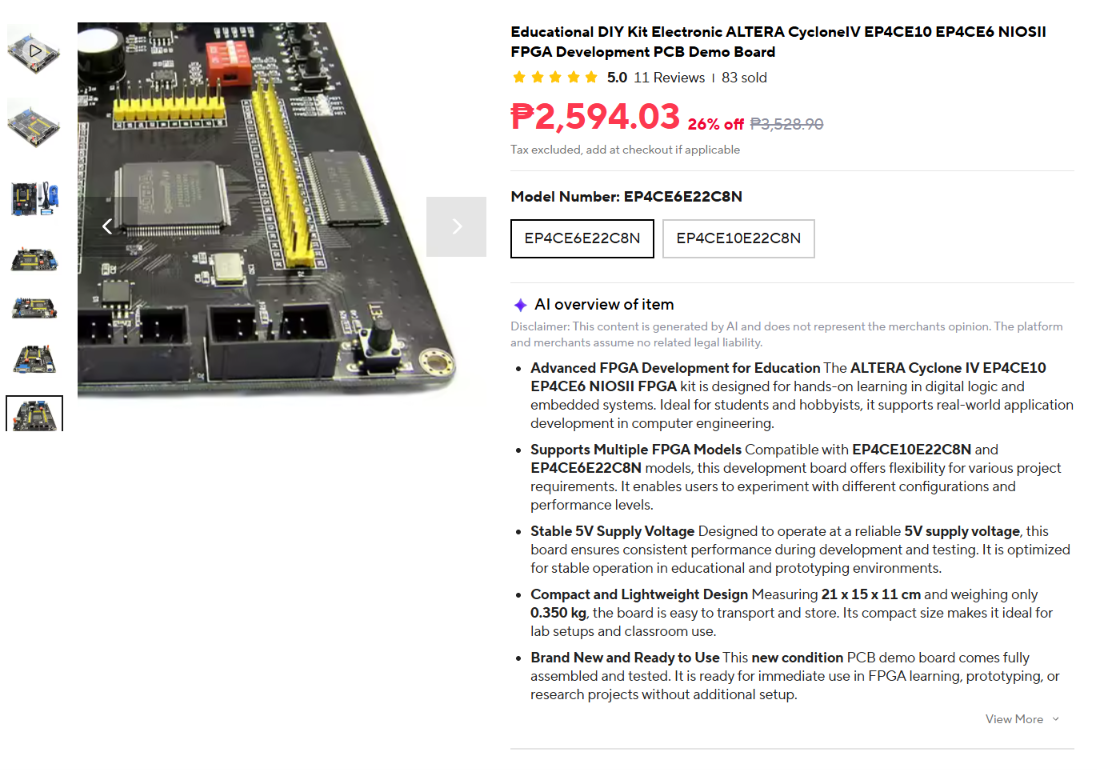 Educational DIY Kit Electronic ALTERA CycloneIV EP4CE10 EP4CE6 NIOSII
FPGA Development PCB Demo Board
5.0 11 Reviews | 83 sold
₱2,594.03 26% off ₱3,528.90
Tax excluded, add at checkout if applicable
Model Number: EP4CE6E22C8N
EP4CE6E22C8N EP4CE10E22C8N
AI overview of item
Disclaimer: This content is generated by AI and does not represent the merchants opinion. The platform
and merchants assume no related legal liability.
• Advanced FPGA Development for Education The ALTERA Cyclone IV EP4CE10
EP4CE6 NIOSII FPGA kit is designed for hands-on learning in digital logic and
embedded systems. Ideal for students and hobbyists, it supports real-world application
development in computer engineering.
• Supports Multiple FPGA Models Compatible with EP4CE10E22C8N and
EP4CE6E22C8N models, this development board offers flexibility for various project
requirements. It enables users to experiment with different configurations and
performance levels.
• Stable 5V Supply Voltage Designed to operate at a reliable 5V supply voltage, this
board ensures consistent performance during development and testing. It is optimized
for stable operation in educational and prototyping environments.
• Compact and Lightweight Design Measuring 21 x 15 x 11 cm and weighing only
0.350 kg, the board is easy to transport and store. Its compact size makes it ideal for
lab setups and classroom use.
• Brand New and Ready to Use This new condition PCB demo board comes fully
assembled and tested. It is ready for immediate use in FPGA learning, prototyping, or
research projects without additional setup.
View More